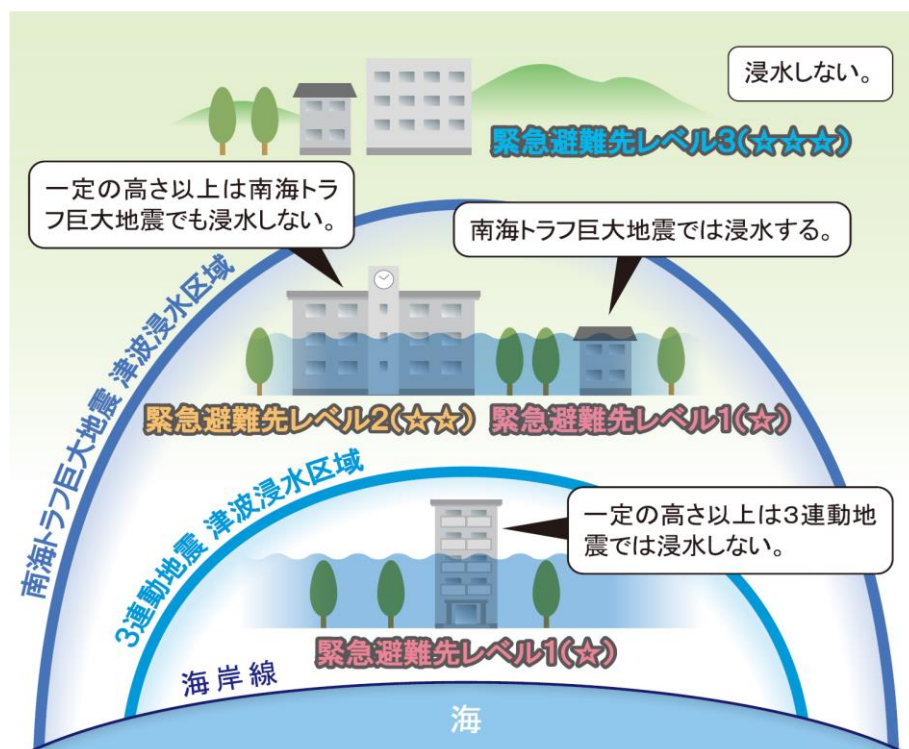 浸水しない。
緊急避難先レベル3(☆☆☆)
一定の高さ以上は南海トラ
フ巨大地震でも浸水しない。
南海トラフ巨大地震では浸水する。
南海トラフ巨大地震 津波浸水区域
緊急避難先レベル2(☆☆)
緊急避難先レベル1(☆)
3連動地震 津波浸水区域
一定の高さ以上は3連動地
震では浸水しない。
緊急避難先レベル1(☆)
海岸線
海